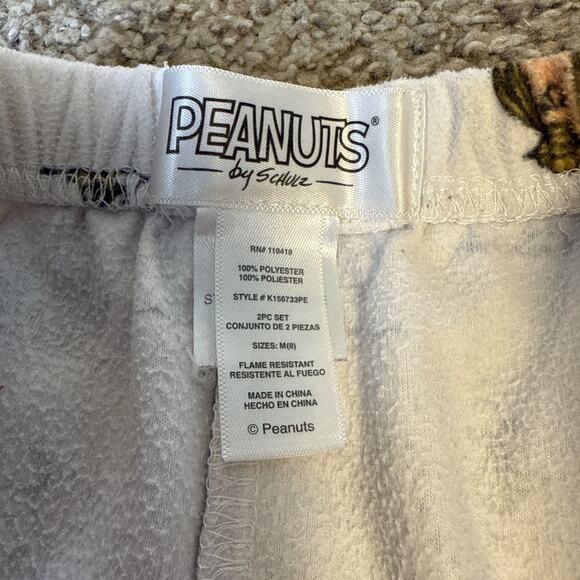 PEANUTS®
by SCHULZ
RN# 119419
100% POLYESTER
100% POLIESTER
STYLE # K156733PE
2PC SET
CONJUNTO DE 2 PIEZAS
SIZES: M(8)
FLAME RESISTANT
RESISTENTE AL FUEGO
MADE IN CHINA
HECHO EN CHINA
© Peanuts